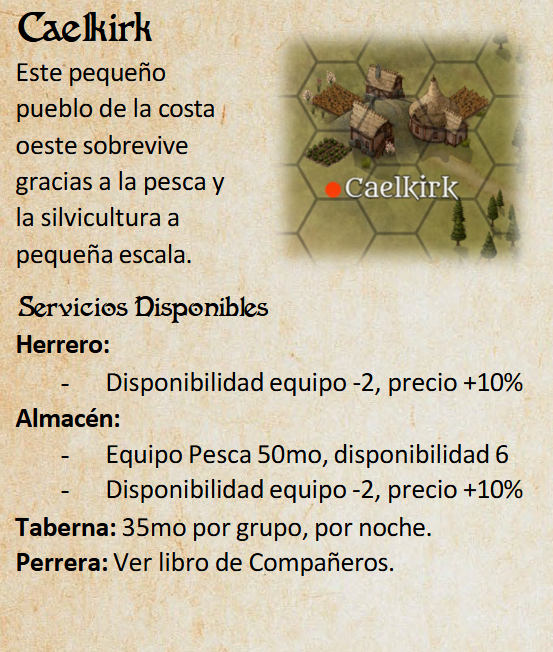 Caelkirk
Este pequeño
pueblo de la costa
oeste sobrevive
gracias a la pesca y
la silvicultura a
pequeña escala.
Caelkirk
Servicios Disponibles
Herrero:
- Disponibilidad equipo -2, precio +10%
Almacén:
- Equipo Pesca 50mo, disponibilidad 6
- Disponibilidad equipo -2, precio +10%
Taberna: 35mo por grupo, por noche.
Perrera: Ver libro de Compañeros.